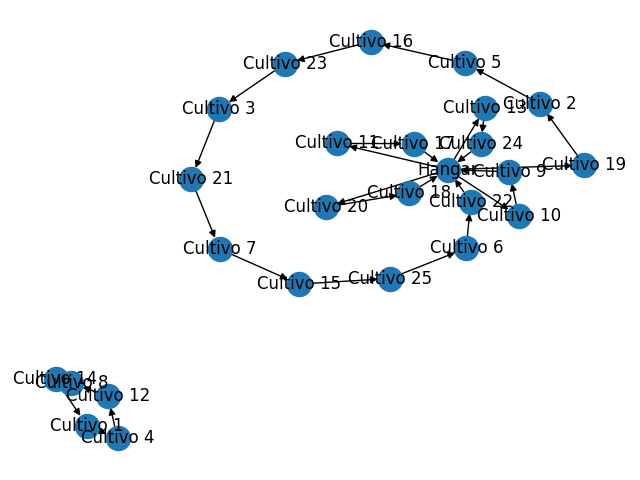 Cultivo 16
Cultivo 23
Cultivo 5
Cultivo 3
Cultivo 13
Cultivo 2
Cultivo 11
Cultivo 17
Cultivo 24
Hangar
Cultivo 9
Cultivo 19
Cultivo 21
Cultivo 18
Cultivo 20
Cultivo 22
Cultivo 10
Cultivo 7
Cultivo 6
Cultivo 15
Cultivo 25
Cultivo 14
Cultivo 8
Cultivo 12
Cultivo 1
Cultivo 4